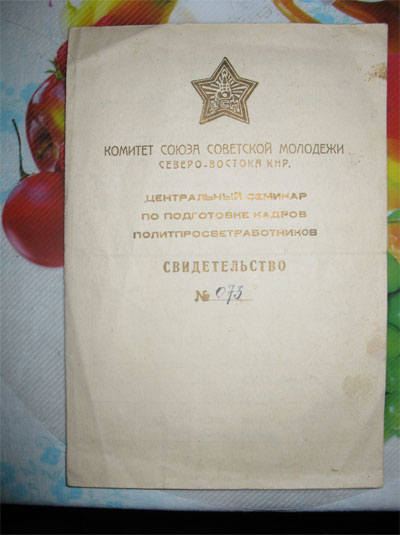 КОМИТЕТ СОЮЗА СОВЕТСКОЙ МОЛОДЕЖИ
СЕВЕРО-ВОСТОКА КНР.
ЦЕНТРАЛЬНЫЙ СЕМИНАР
ПО ПОДГОТОВКЕ КАДРОВ
ПОЛИТПРОСВЕТРАБОТНИКОВ
СВИДЕТЕЛЬСТВО
№ 073